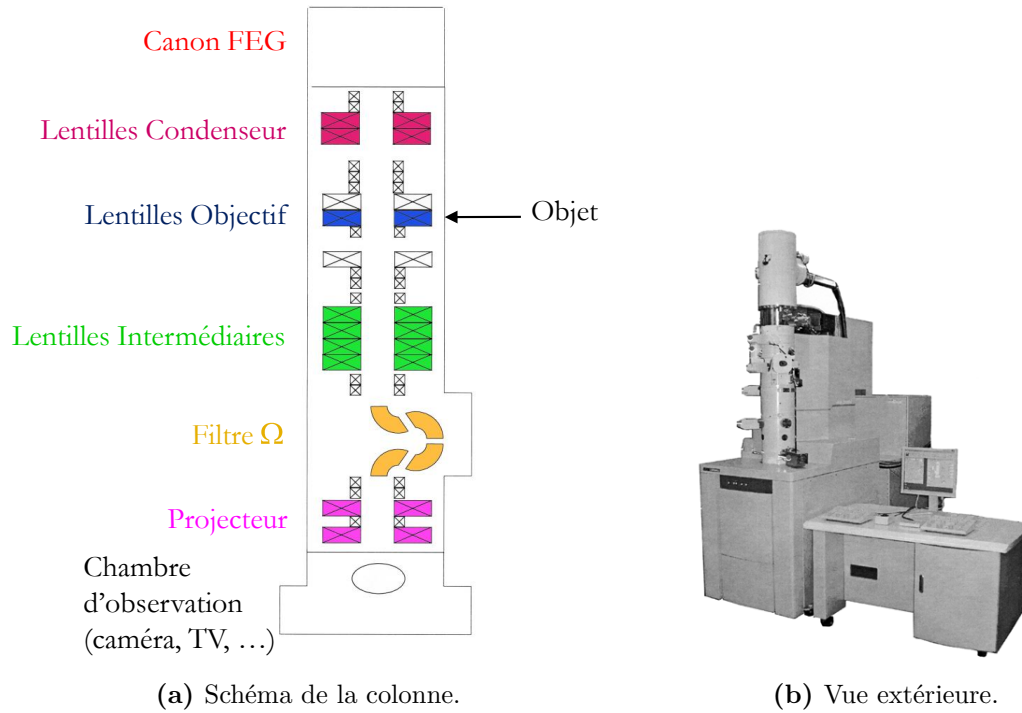 Canon FEG
Lentilles Condenseur
Lentilles Objectif
Objet
Lentilles Intermédiaires
Filtre Ω
Projecteur
Chambre
d’observation
(caméra, TV, …)
(a) Schéma de la colonne.
(b) Vue extérieure.